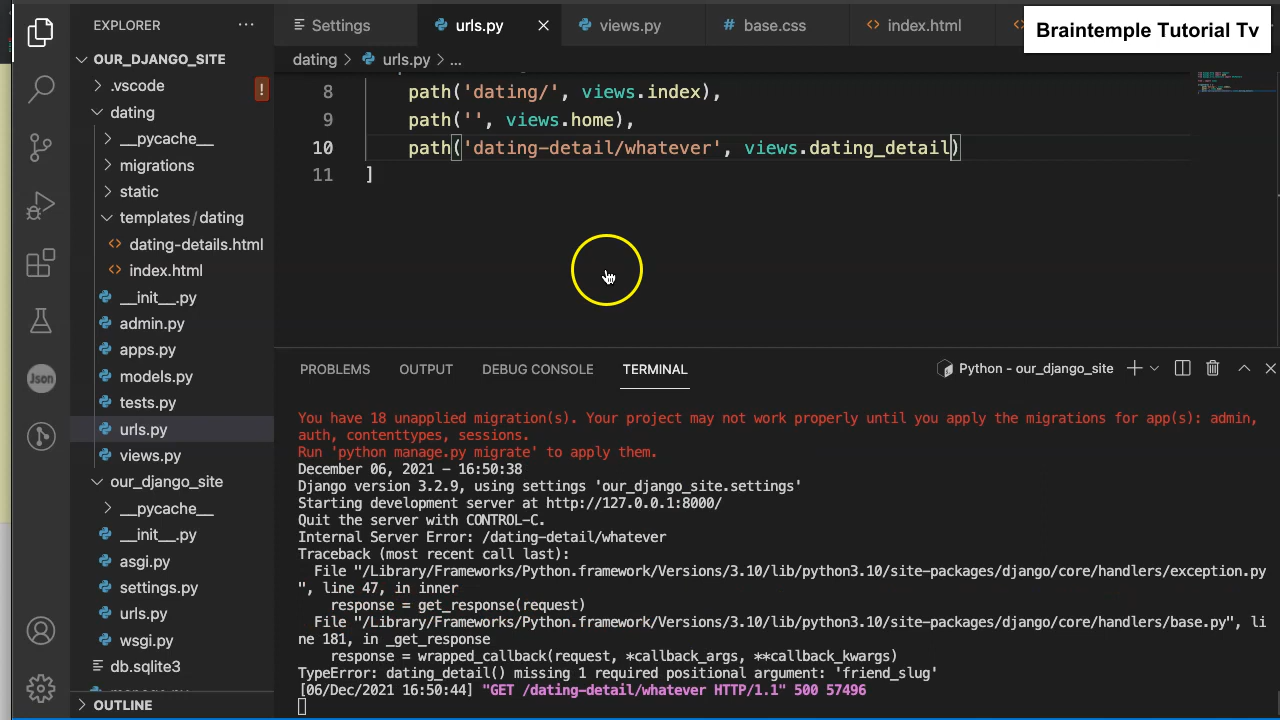 EXPLORER
Settings
urls.py
views.py
base.css
index.html
Braintemple Tutorial Tv
OUR_DJANGO_SITE
dating > urls.py > ...
.vscode
!
dating
__pycache__
migrations
static
templates/dating
dating-details.html
index.html
__init__.py
admin.py
apps.py
models.py
tests.py
urls.py
views.py
our_django_site
__pycache__
__init__.py
asgi.py
settings.py
urls.py
wsgi.py
db.sqlite3
OUTLINE
Json
8 path('dating/', views.index),
9 path('', views.home),
10 path('dating-detail/whatever', views.dating_detail)
11 ]
PROBLEMS OUTPUT DEBUG CONSOLE TERMINAL
Python - our_django_site
You have 18 unapplied migration(s). Your project may not work properly until you apply the migrations for app(s): admin,
auth, contenttypes, sessions.
Run 'python manage.py migrate' to apply them.
December 06, 2021 - 16:50:38
Django version 3.2.9, using settings 'our_django_site.settings'
Starting development server at http://127.0.0.1:8000/
Quit the server with CONTROL-C.
Internal Server Error: /dating-detail/whatever
Traceback (most recent call last):
File "/Library/Frameworks/Python.framework/Versions/3.10/lib/python3.10/site-packages/django/core/handlers/exception.py
", line 47, in inner
response = get_response(request)
File "/Library/Frameworks/Python.framework/Versions/3.10/lib/python3.10/site-packages/django/core/handlers/base.py", li
ne 181, in _get_response
response = wrapped_callback(request, *callback_args, **callback_kwargs)
TypeError: dating_detail() missing 1 required positional argument: 'friend_slug'
[06/Dec/2021 16:50:44] "GET /dating-detail/whatever HTTP/1.1" 500 57496